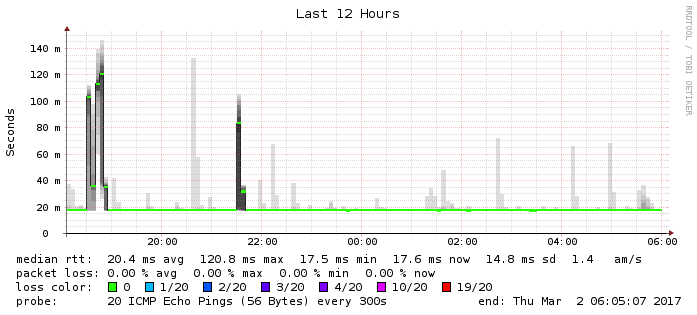 Last 12 Hours
RRDTOOL / TOBI OETIKER
Seconds
140 m
120 m
100 m
80 m
60 m
40 m
20 m
0
20:00 22:00 00:00 02:00 04:00 06:00
median rtt: 20.4 ms avg 120.8 ms max 17.5 ms min 17.6 ms now 14.8 ms sd 1.4 am/s
packet loss: 0.00 % avg 0.00 % max 0.00 % min 0.00 % now
loss color: 0 1/20 2/20 3/20 4/20 10/20 19/20
probe: 20 ICMP Echo Pings (56 Bytes) every 300s end: Thu Mar 2 06:05:07 2017